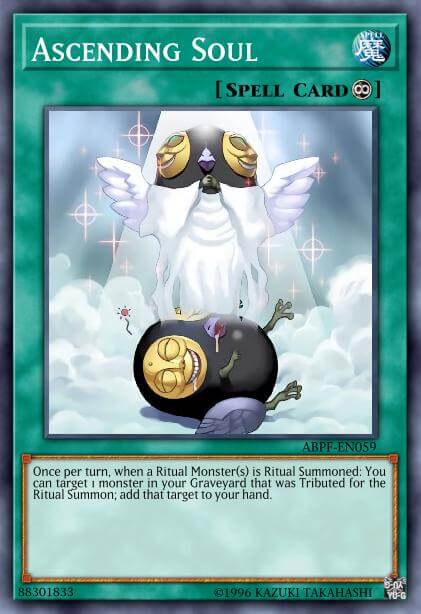 ASCENDING SOUL
SPELL
魔
[SPELL CARD]
ABPF-EN059
Once per turn, when a Ritual Monster(s) is Ritual Summoned: You
can target 1 monster in your Graveyard that was Tributed for the
Ritual Summon; add that target to your hand.
88301833
©1996 KAZUKI TAKAHASHI